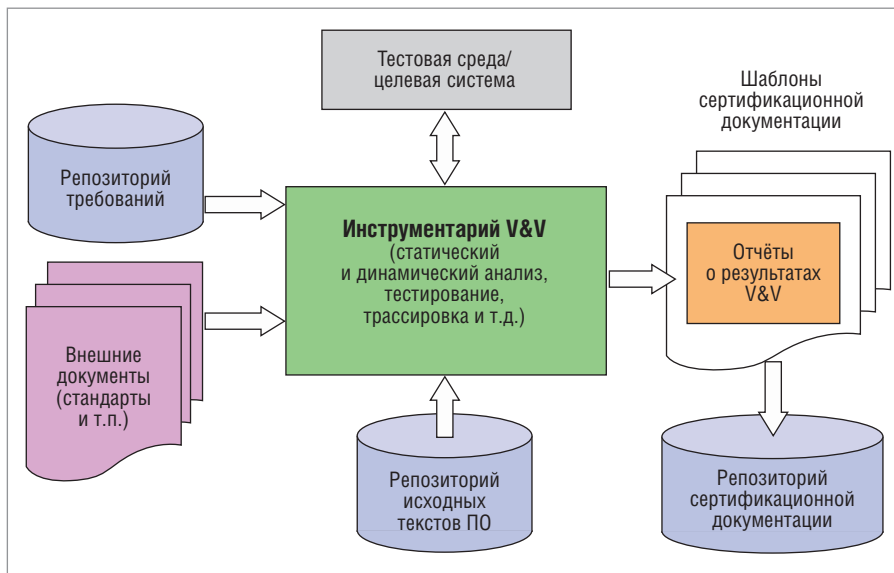 Тестовая среда/
целевая система
Шаблоны
сертификационной
документации
Репозиторий
требований
Инструментарий V&V
(статический
и динамический анализ,
тестирование,
трассировка и т.д.)
Отчёты
о результатах
V&V
Внешние
документы
(стандарты
и т.п.)
Репозиторий
исходных
текстов ПО
Репозиторий
сертификационной
документации